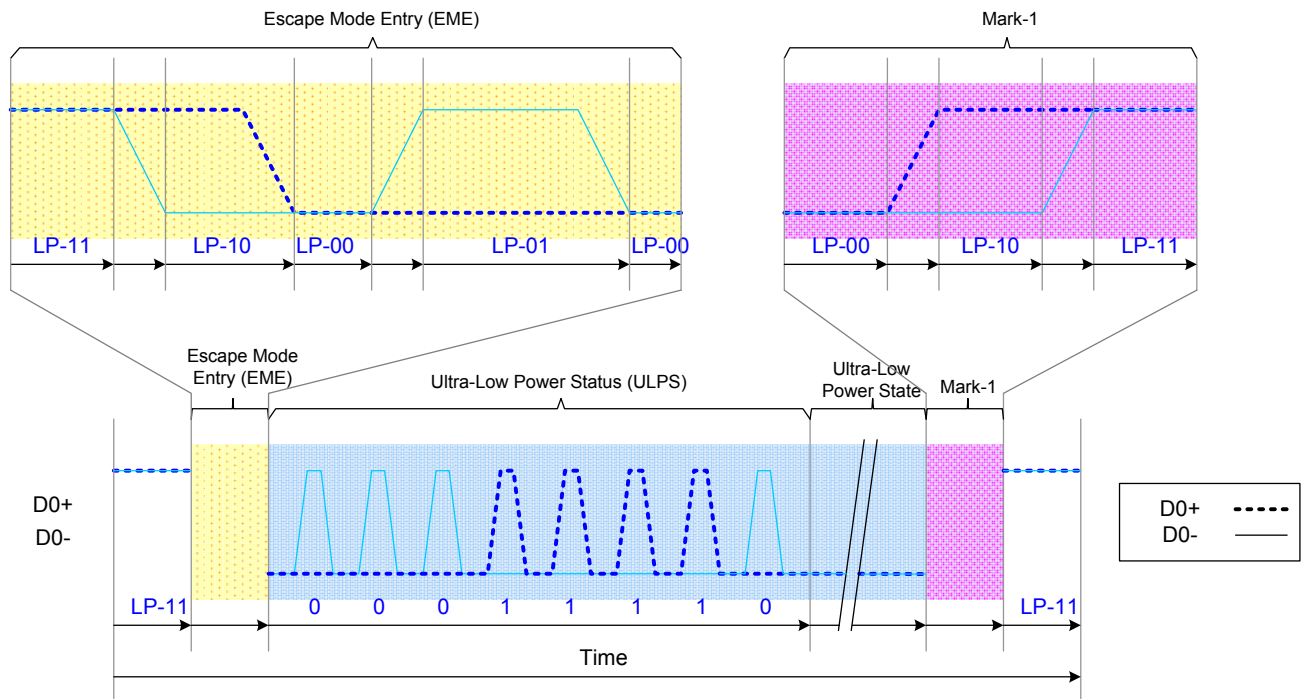 Escape Mode Entry (EME)
Mark-1
LP-11
LP-10
LP-00
LP-01
LP-00
LP-00
LP-10
LP-11
Escape Mode
Entry (EME)
Ultra-Low Power Status (ULPS)
Ultra-Low
Power State
Mark-1
D0+
D0-
LP-11
0 0 0 1 1 1 1 0
LP-11
Time
D0+
D0-